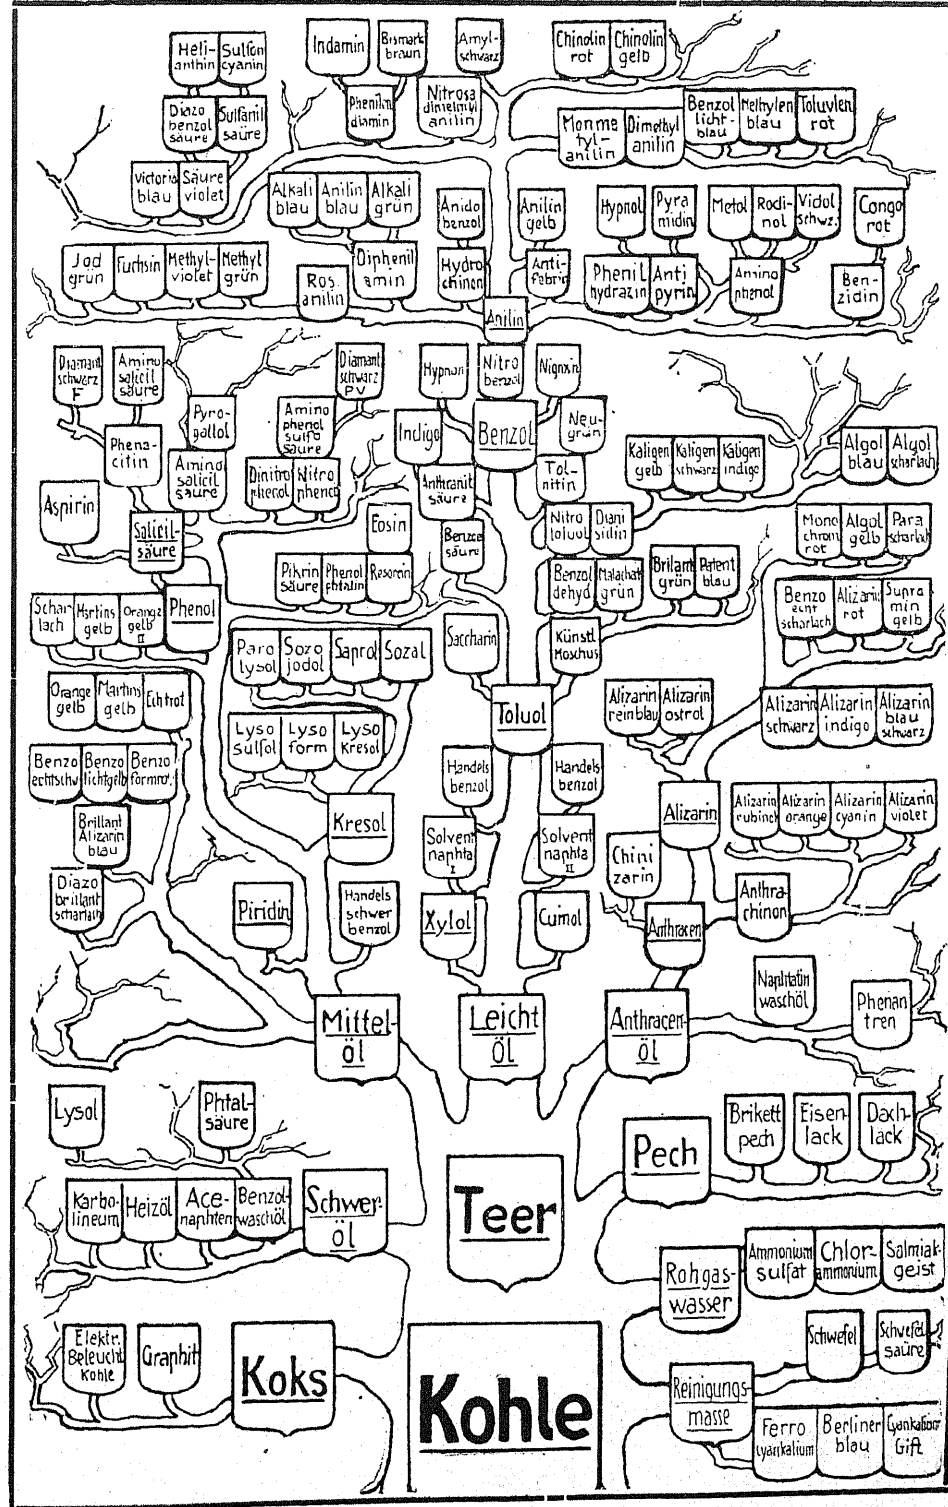 Heli-
anthin
Sulfon
cyanin
Indamin
Bismark
braun
Amyl-
schwarz
Chinolin
rot
Chinolin
gelb
Diazo
benzol
säure
Sulfanil
saüre
Phenilen
diamin
Nitrosa
dimethyl
anilin
Monme
tyl-
anilin
Dimethyl
anilin
Benzol
licht-
blau
Methylen
blau
Toluylen
rot
Victoria
blau
Säure
violet
Alkali
blau
Anilin
blau
Alkali
grün
Anido
benzol
Anilin
gelb
Hypnol
Pyra
midin
Metol
Rodi-
nol
Vidol
schwz.
Congo
rot
Jod
grün
Fuchsin
Methyl-
violet
Methyl
grün
Ros.
anilin
Diphenil
amin
Hydro
chinon
Anti-
febrin
Phenil
hydrazin
Anti
pyrin
Amino
phenol
Ben-
zidin
Anilin
Diamant
schwarz
F
Amino
salicil
säure
Diamant
schwarz
PV
Hypnon
Nitro
benzol
Nigrosin
Pyro-
gallol
Amino
phenol
sulfo
säure
Indigo
Benzol
Neu-
grün
Phena-
citin
Amino
salicil
säure
Dinitro
phenol
Nitro
phenol
Anthranil
säure
Tol-
nitin
Kaligen
gelb
Kaligen
schwarz
Kaligen
indigo
Algol
blau
Algol
scharlach
Aspirin
Salicil-
säure
Eosin
Benzoe
säure
Nitro
toluol
Diani
sidin
Mono
chrom
rot
Algol
gelb
Para
scharlach
Pikrin
säure
Phenol
phtalin
Resorcin
Benzol
dehyd.
Malachit
grün
Brilant
grün
Patent
blau
Benzo
echt
scharlach
Alizarin
rot
Supra
min
gelb
Schar
lach
Martins
gelb
Orange
gelb
II
Phenol
Paro
lysol
Sozo
jodol
Saprol
Sozal
Saccharin
Künstl.
Moschus
Orange
gelb
Martins
gelb
Echtrot
Lyso
sulfol
Lyso
form
Lyso
Kresol
Toluol
Alizarin
reinblau
Alizarin
ostrol
Alizarin
schwarz
Alizarin
indigo
Alizarin
blau
schwarz
Benzo
echtschw.
Benzo
lichtgelb
Benzo
formrot
Handels
benzol
Handels
benzol
Brillant
Alizarin
blau
Kresol
Solvent
naphta
I
Solvent
naphta
II
Alizarin
Alizarin
rubinol
Alizarin
orange
Alizarin
cyanin
Alizarin
violet
Diazo
brillant
scharlach
Piridin
Handels
schwer
benzol
Xylol
Cumol
Chini
zarin
Anthracen
Anthra-
chinon
Mittel-
öl
Leicht
öl
Anthracen-
öl
Naphtalin
waschöl
Phenan
tren
Lysol
Phtal-
säure
Pech
Brikett
pech
Eisen-
lack
Dach-
lack
Karbo-
lineum
Heizöl
Ace-
naphten
Benzol-
waschöl
Schwer-
öl
Teer
Rohgas-
wasser
Ammonium
sulfat
Chlor-
ammonium
Salmiak-
geist
Elektr.
Beleucht
Kohle
Graphit
Koks
Kohle
Reinigungs-
masse
Schwefel
Schwefel
saüre
Ferro
cyankalium
Berliner
blau
Cyankalium
Gift